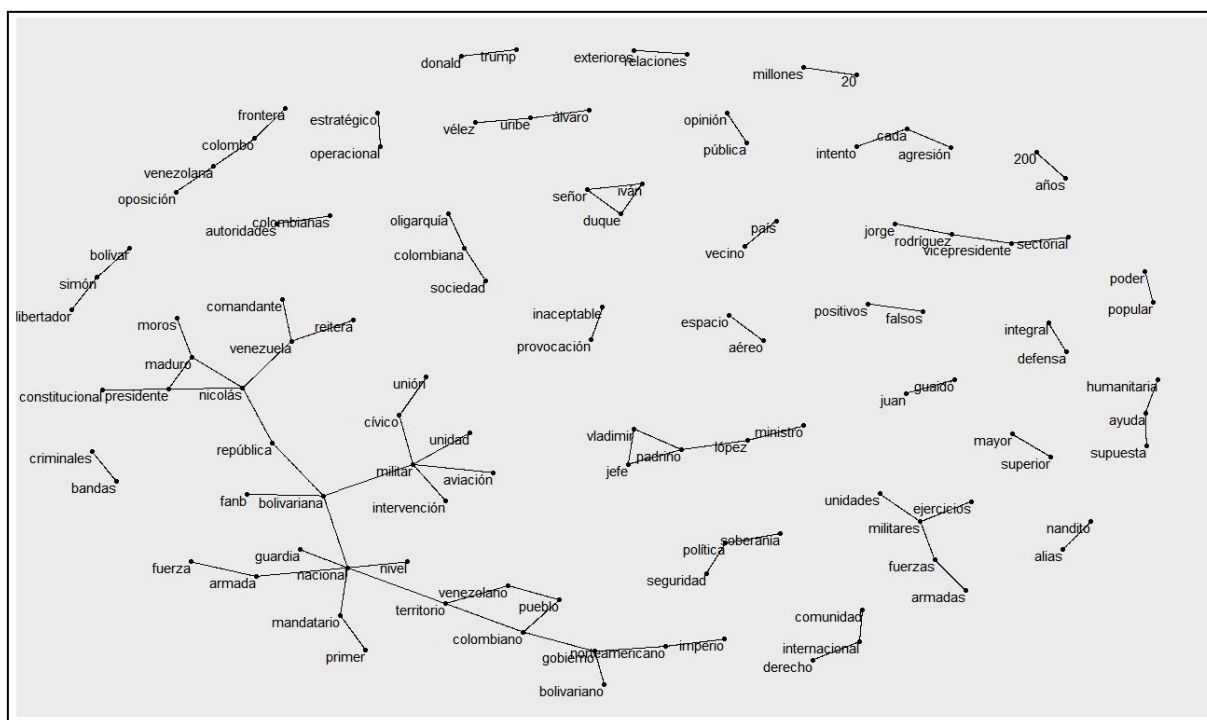 donald trump
exteriores relaciones
millones 20
frontera
colombo
venezolana
oposición
estratégico
operacional
vélez uribe álvaro
opinión
pública
intento cada agresión
200
años
señor iván
duque
autoridades colombianas
oligarquía
colombiana
sociedad
país
vecino
jorge rodríguez vicepresidente sectorial
bolívar
simón
libertador
poder
popular
comandante
reitera
venezuela
moros
maduro
constitucional presidente nicolás
inaceptable
provocación
espacio
aéreo
positivos falsos
integral
defensa
juan guaidó
humanitaria
ayuda
supuesta
unión
cívico
unidad
militar
aviación
intervención
república
fanb bolivariana
criminales
bandas
vladimir
padrino
jefe
lópez ministro
mayor
superior
unidades ejercicios
militares
fuerzas
armadas
nandito
alias
guardia
fuerza armada nacional nivel
mandatario
primer
política soberanía
seguridad
venezolano
territorio
pueblo
colombiano
gobierno norteamericano imperio
bolivariano
comunidad
internacional
derecho